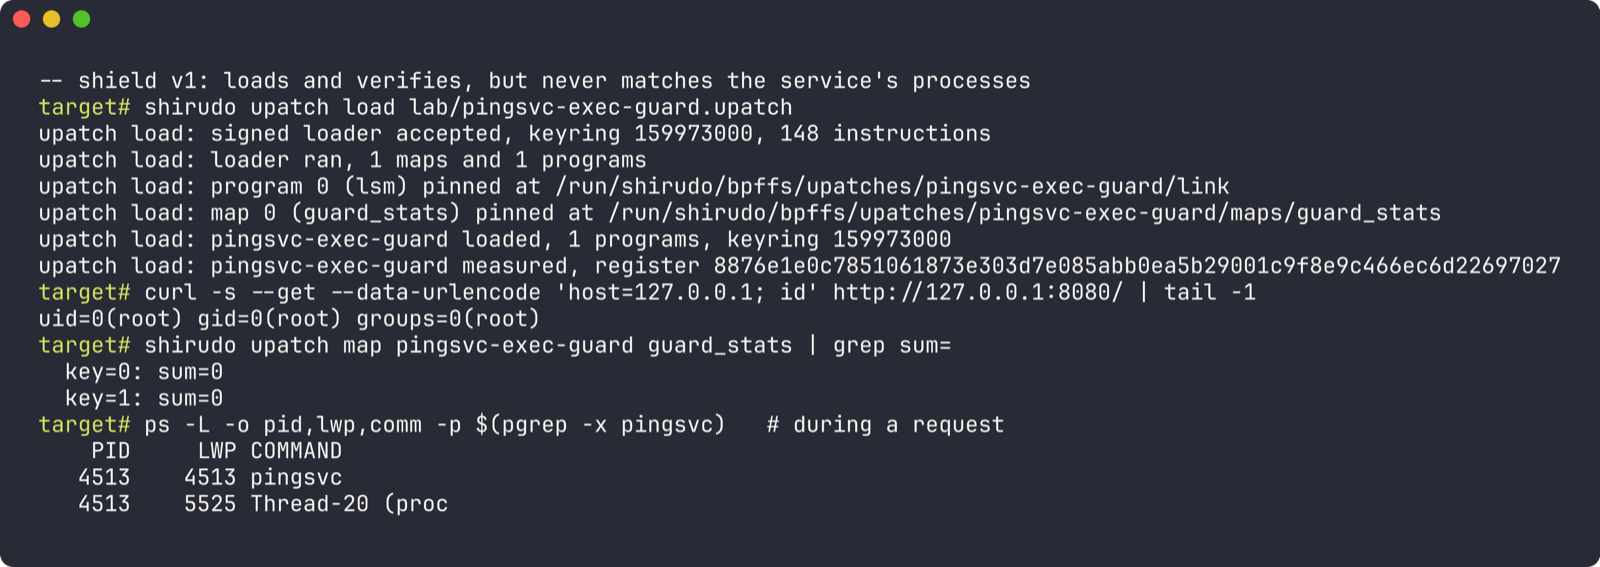 -- shield v1: loads and verifies, but never matches the service's processes
target# shirudo upatch load lab/pingsvc-exec-guard.upatch
upatch load: signed loader accepted, keyring 159973000, 148 instructions
upatch load: loader ran, 1 maps and 1 programs
upatch load: program 0 (lsm) pinned at /run/shirudo/bpffs/upatches/pingsvc-exec-guard/link
upatch load: map 0 (guard_stats) pinned at /run/shirudo/bpffs/upatches/pingsvc-exec-guard/maps/guard_stats
upatch load: pingsvc-exec-guard loaded, 1 programs, keyring 159973000
upatch load: pingsvc-exec-guard measured, register 8876e1e0c7851061873e303d7e085abb0ea5b29001c9f8e9c466ec6d22697027
target# curl -s --get --data-urlencode 'host=127.0.0.1; id' http://127.0.0.1:8080/ | tail -1
uid=0(root) gid=0(root) groups=0(root)
target# shirudo upatch map pingsvc-exec-guard guard_stats | grep sum=
  key=0: sum=0
  key=1: sum=0
target# ps -L -o pid,lwp,comm -p $(pgrep -x pingsvc)   # during a request
    PID     LWP COMMAND
   4513    4513 pingsvc
   4513    5525 Thread-20 (proc